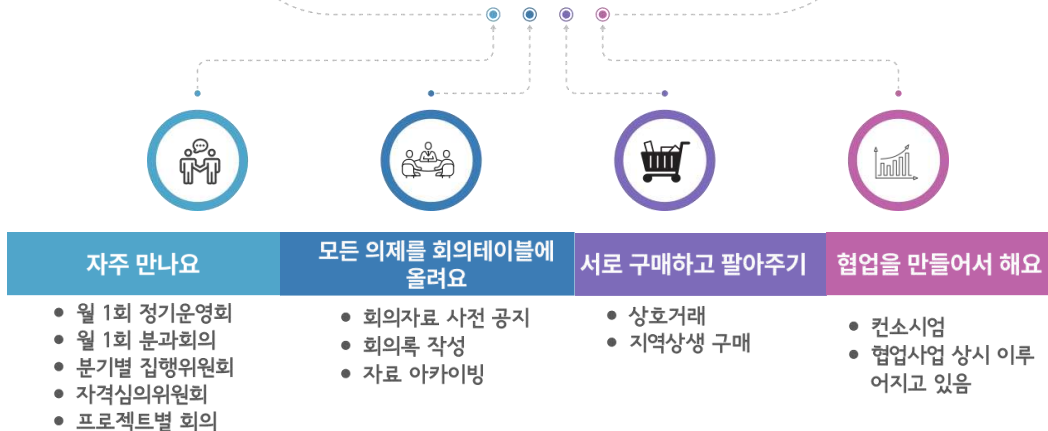 자주 만나요
월 1회 정기운영회
월 1회 분과회의
분기별 집행위원회
자격심의위원회
프로젝트별 회의
모든 의제를 회의테이블에
올려요
회의자료 사전 공지
회의록 작성
자료 아카이빙
서로 구매하고 팔아주기
상호거래
지역상생 구매
협업을 만들어서 해요
컨소시엄
협업사업 상시 이루
어지고 있음